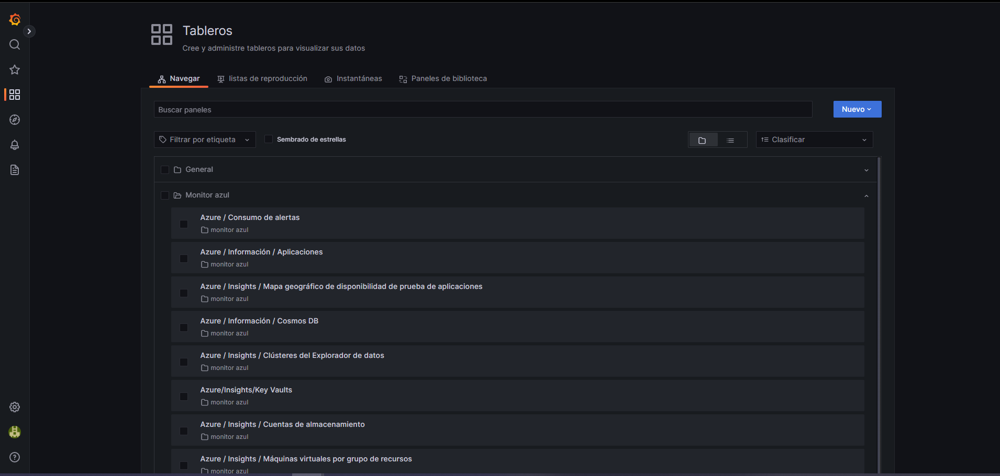 Tableros
Cree y administre tableros para visualizar sus datos
Navegar
listas de reproducción
Instantáneas
Paneles de biblioteca
Buscar paneles
Nuevo
Filtrar por etiqueta
Sembrado de estrellas
Clasificar
General
Monitor azul
Azure / Consumo de alertas
monitor azul
Azure / Información / Aplicaciones
monitor azul
Azure / Insights / Mapa geográfico de disponibilidad de prueba de aplicaciones
monitor azul
Azure / Información / Cosmos DB
monitor azul
Azure / Insights / Clústeres del Explorador de datos
monitor azul
Azure/Insights/Key Vaults
monitor azul
Azure / Insights / Cuentas de almacenamiento
monitor azul
Azure / Insights / Máquinas virtuales por grupo de recursos
monitor azul